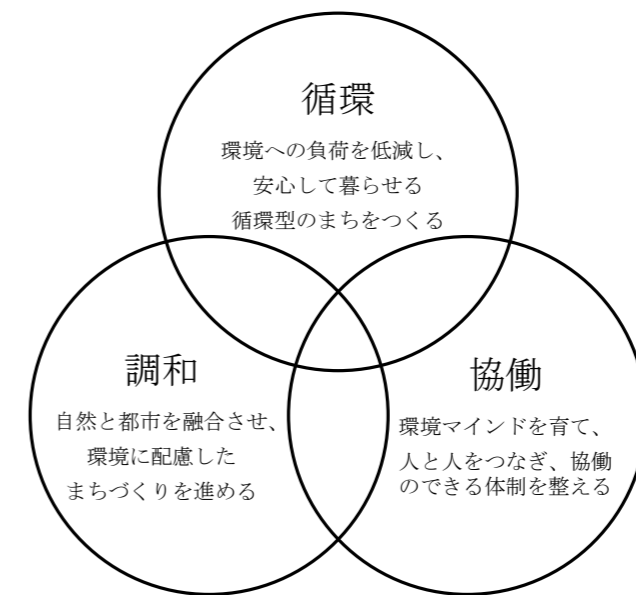 循環
環境への負荷を低減し、
安心して暮らせる
循環型のまちをつくる
調和
自然と都市を融合させ、
環境に配慮した
まちづくりを進める
協働
環境マインドを育て、
人と人をつなぎ、協働
のできる体制を整える